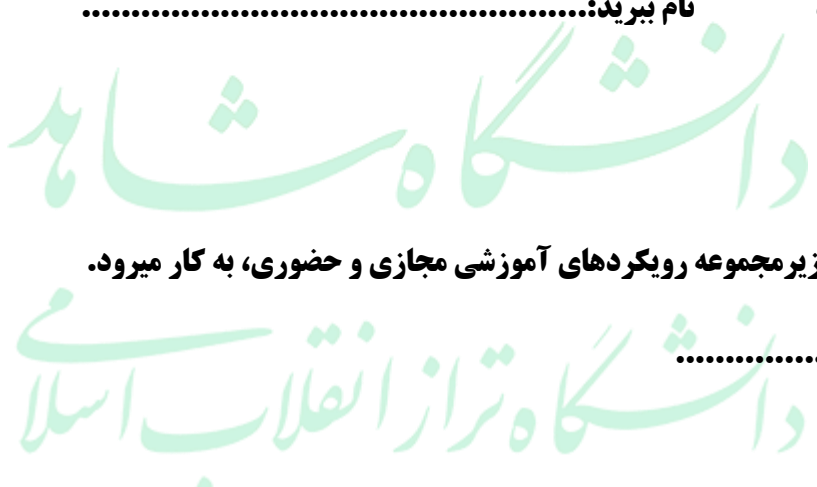 نام ببرید:..................................................
دانشگاه شاهد
زیرمجموعه رویکردهای آموزشی مجازی و حضوری، به کار میرود.
...............
دانشگاه تراز انقلاب اسلامی